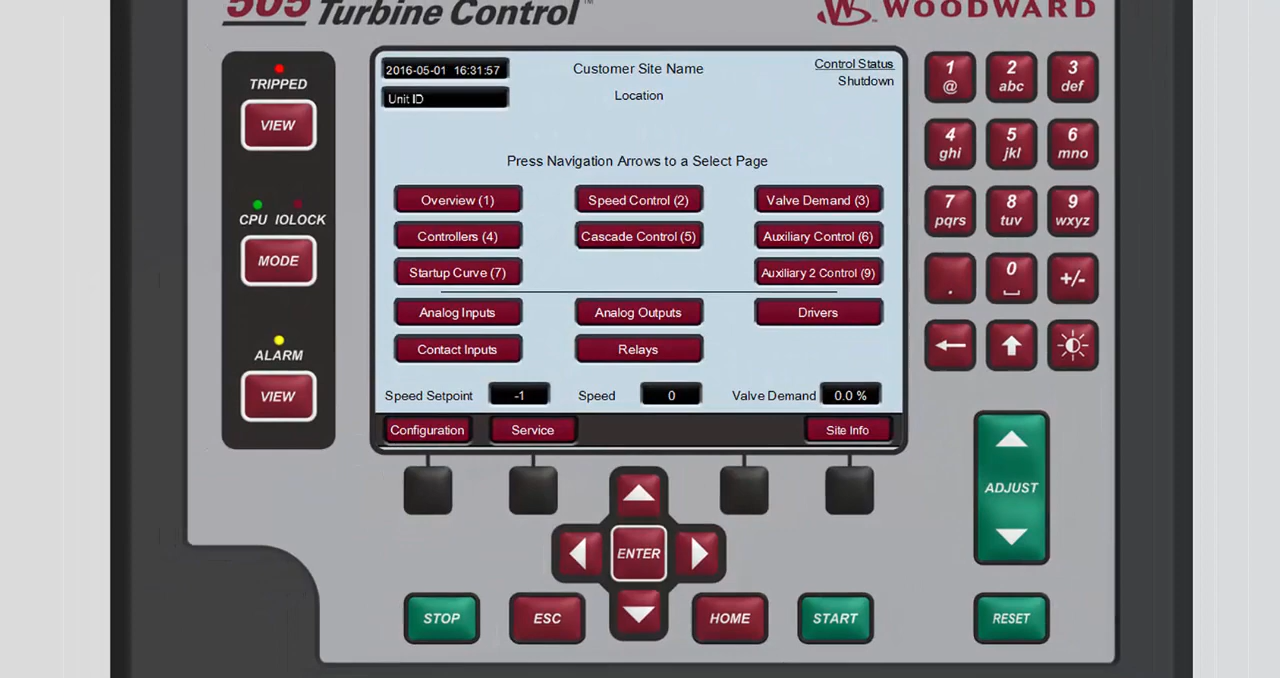 505 Turbine Control™
WOODWARD
TRIPPED
VIEW
CPU IOLOCK
MODE
ALARM
VIEW
2016-05-01 16:31:57
Customer Site Name
Control Status
Unit ID
Location
Shutdown
Press Navigation Arrows to a Select Page
Overview (1)
Speed Control (2)
Valve Demand (3)
Controllers (4)
Cascade Control (5)
Auxiliary Control (6)
Startup Curve (7)
Auxiliary 2 Control (9)
Analog Inputs
Analog Outputs
Drivers
Contact Inputs
Relays
Speed Setpoint -1 Speed 0 Valve Demand 0.0 %
Configuration
Service
Site Info
1 @
2 abc
3 def
4 ghi
5 jkl
6 mno
7 pqrs
8 tuv
9 wxyz
.
0
+/-
ADJUST
ENTER
STOP
ESC
HOME
START
RESET